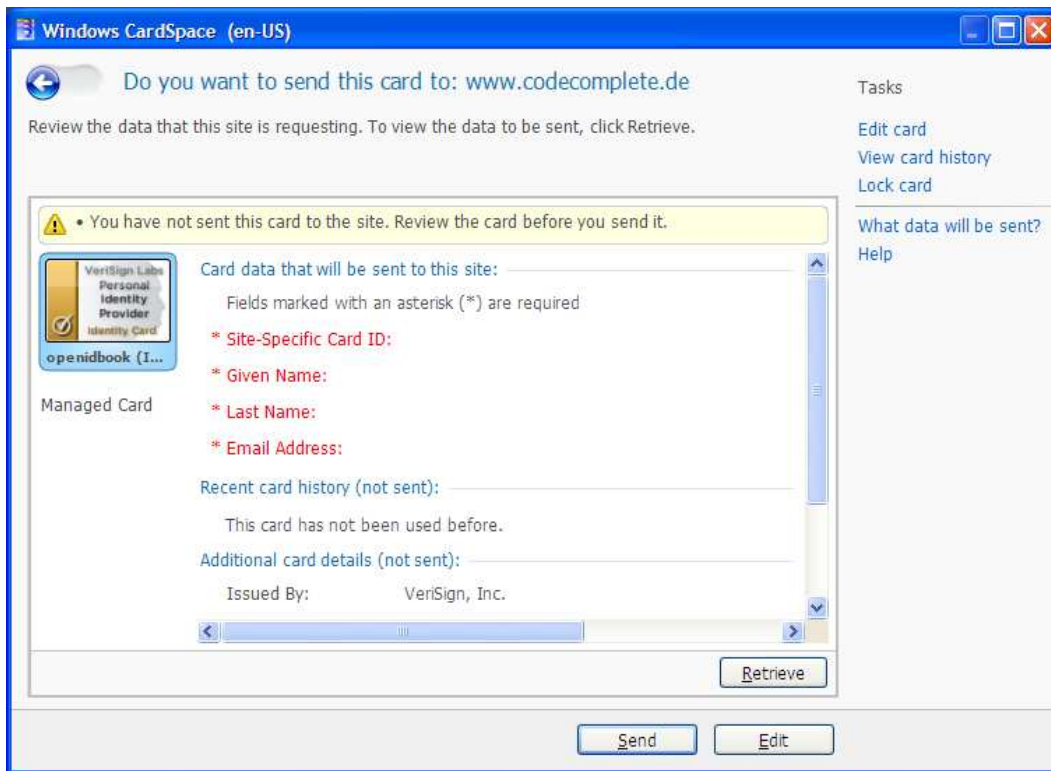 Windows CardSpace (en-US)
Do you want to send this card to: www.codecomplete.de
Review the data that this site is requesting. To view the data to be sent, click Retrieve.
Tasks
Edit card
View card history
Lock card
What data will be sent?
Help
• You have not sent this card to the site. Review the card before you send it.
VeriSign Labs
Personal
Identity
Provider
Identity Card
openidbook (I...
Managed Card
Card data that will be sent to this site:
Fields marked with an asterisk (*) are required
* Site-Specific Card ID:
* Given Name:
* Last Name:
* Email Address:
Recent card history (not sent):
This card has not been used before.
Additional card details (not sent):
Issued By: VeriSign, Inc.
Retrieve
Send
Edit